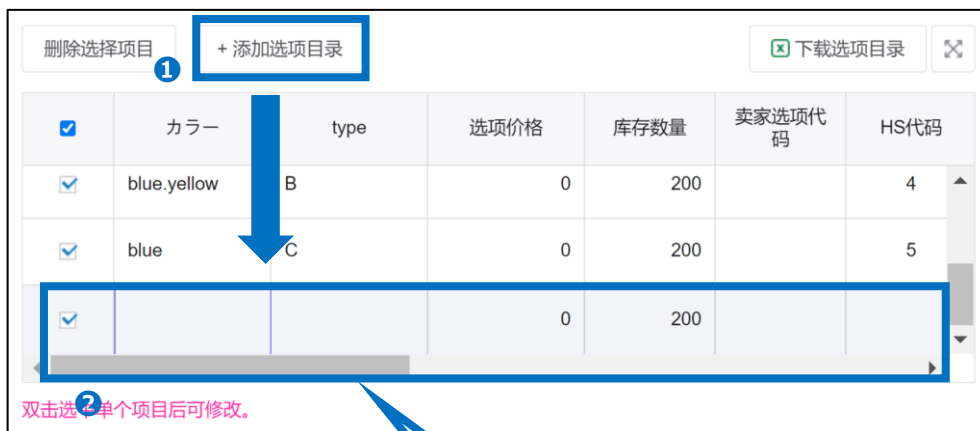 删除选择项目 + 添加选项目录 下载选项目录
1
カラー type 选项价格 库存数量 卖家选项代码 HS代码
blue.yellow B 0 200 4
blue C 0 200 5
0 200
2
双击选 单个项目后可修改。